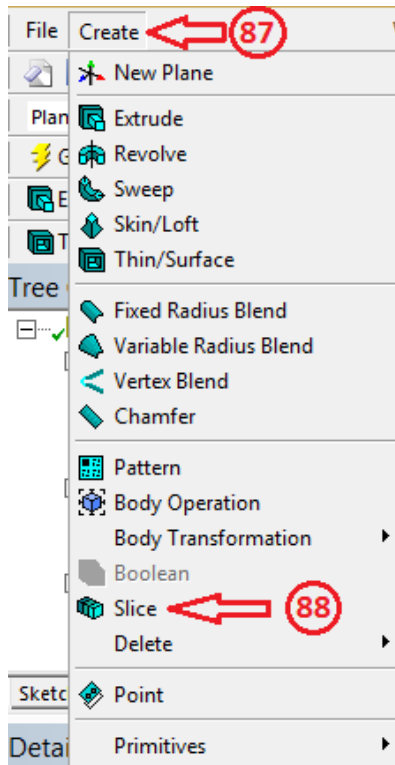 File Create 87
New Plane
Plan Extrude
G Revolve
E Sweep
Skin/Loft
T Thin/Surface
Tree
Fixed Radius Blend
Variable Radius Blend
Vertex Blend
Chamfer
Pattern
Body Operation
Body Transformation
Boolean
Slice 88
Delete
Sketc Point
Detai Primitives